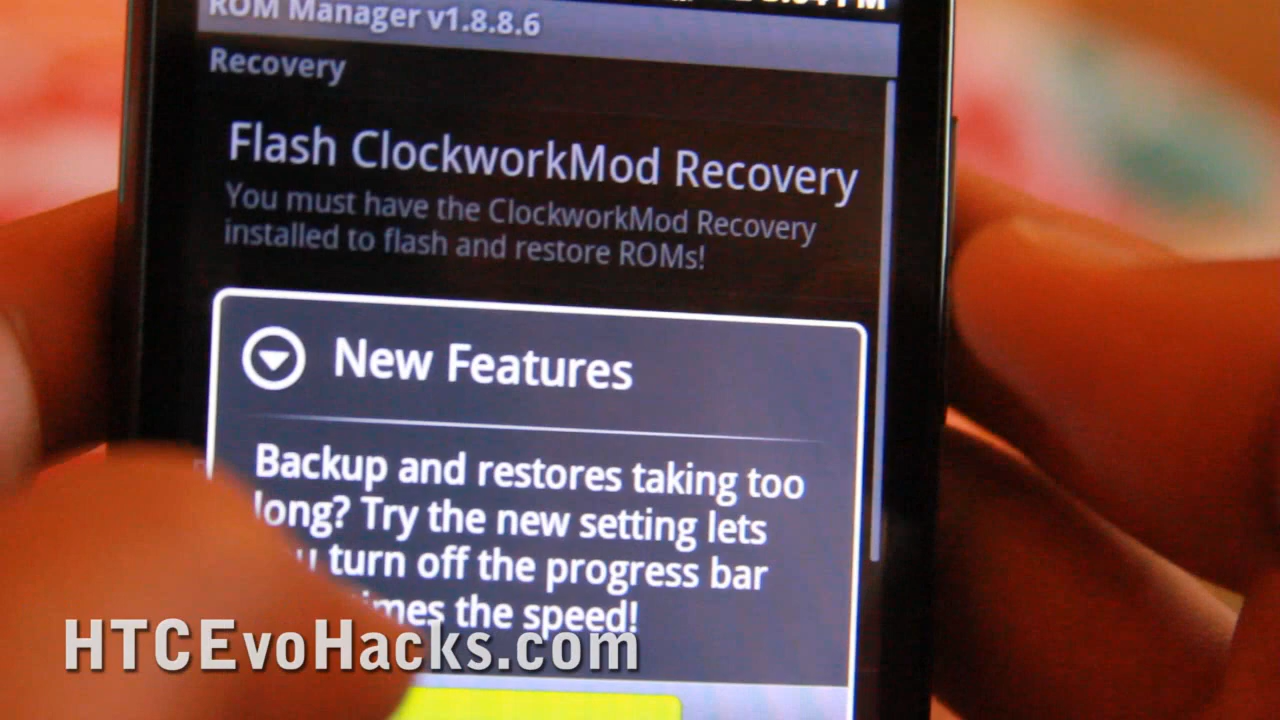 ROM Manager v1.8.8.6
Recovery
Flash ClockworkMod Recovery
You must have the ClockworkMod Recovery
installed to flash and restore ROMs!
New Features
Backup and restores taking too
long? Try the new setting lets
turn off the progress bar
the speed!
HTCEvoHacks.com